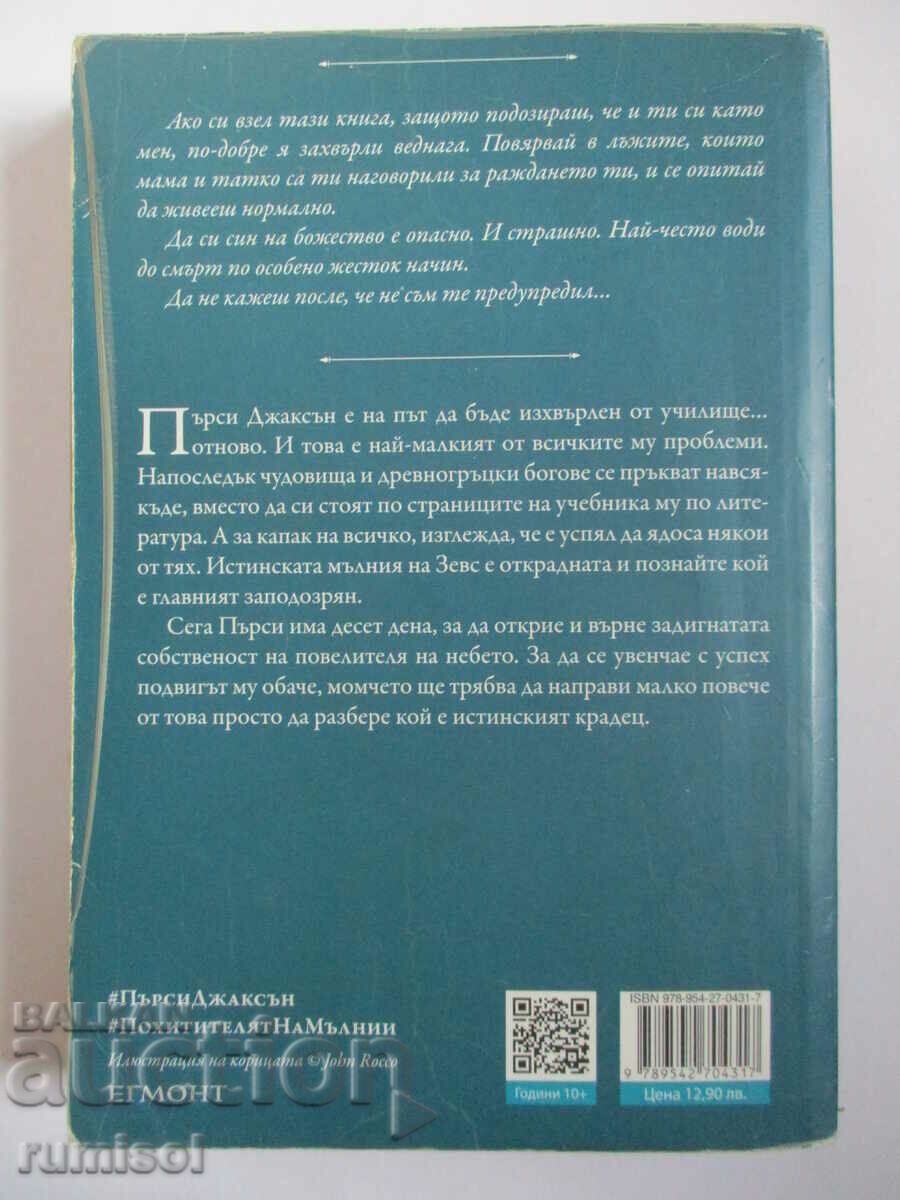 Ако си взел тази книга, защото подозираш, че и ти си като
мен, по-добре я захвърли веднага. Повярвай в лъжите, които
мама и татко са ти наговорили за раждането ти, и се опитай
да живееш нормално.
Да си син на божество е опасно. И страшно. Най-често води
до смърт по особено жесток начин.
Да не кажеш после, че не съм те предупредил...
Пърси Джаксън е на път да бъде изхвърлен от училище...
отново. И това е най-малкият от всичките му проблеми.
Напоследък чудовища и древногръцки богове се пръкват нався-
къде, вместо да си стоят по страниците на учебника му по лите-
ратура. А за капак на всичко, изглежда, че е успял да ядоса някои
от тях. Истинската мълния на Зевс е открадната и познайте кой
е главният заподозрян.
Сега Пърси има десет дена, за да открие и върне задигнатата
собственост на повелителя на небето. За да се увенчае с успех
подвигът му обаче, момчето ще трябва да направи малко повече
от това просто да разбере кой е истинският крадец.
#ПърсиДжаксън
#ПохитителятНаМълнии
Илюстрация на корицата © John Rocco
ЕГМОНТ
Години 10+
ISBN 978-954-27-0431-7
9 789542 704317
Цена 12,90 лв.
BALKAN
auction
rumisol